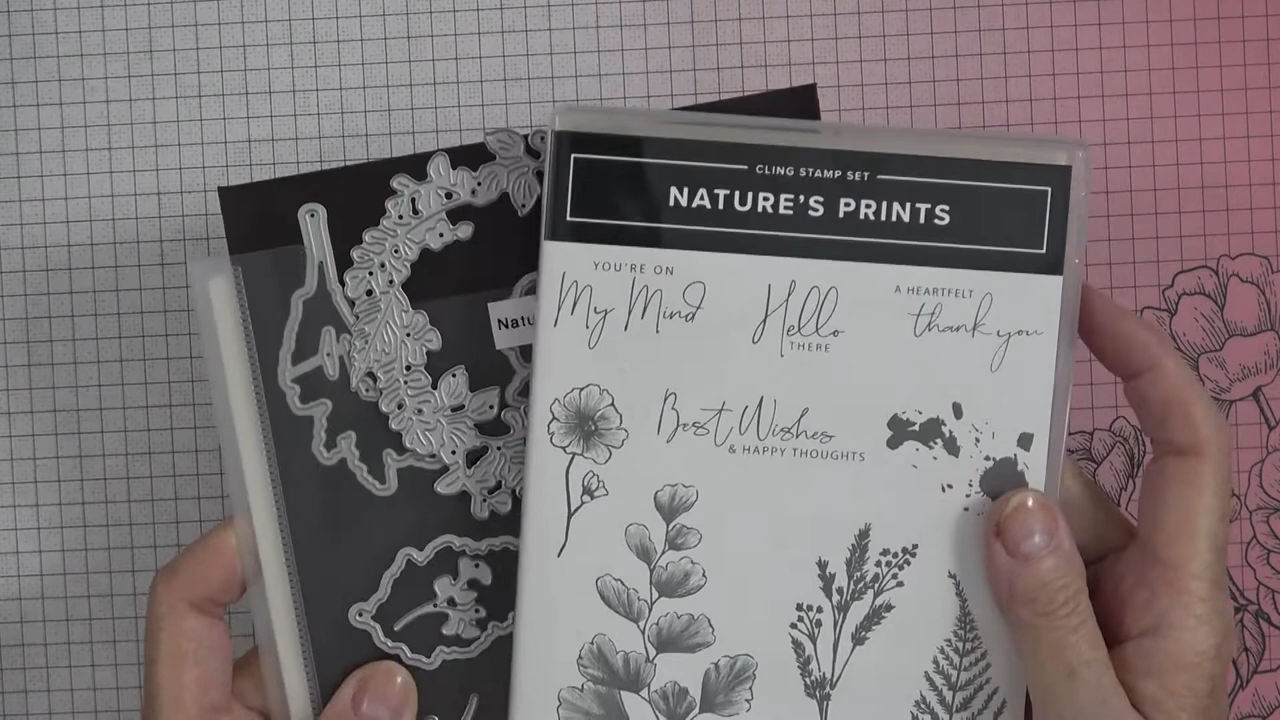 CLING STAMP SET
NATURE'S PRINTS
YOU'RE ON
My Mind
Hello
THERE
A HEARTFELT
thank you
Best Wishes
& HAPPY THOUGHTS
Natu